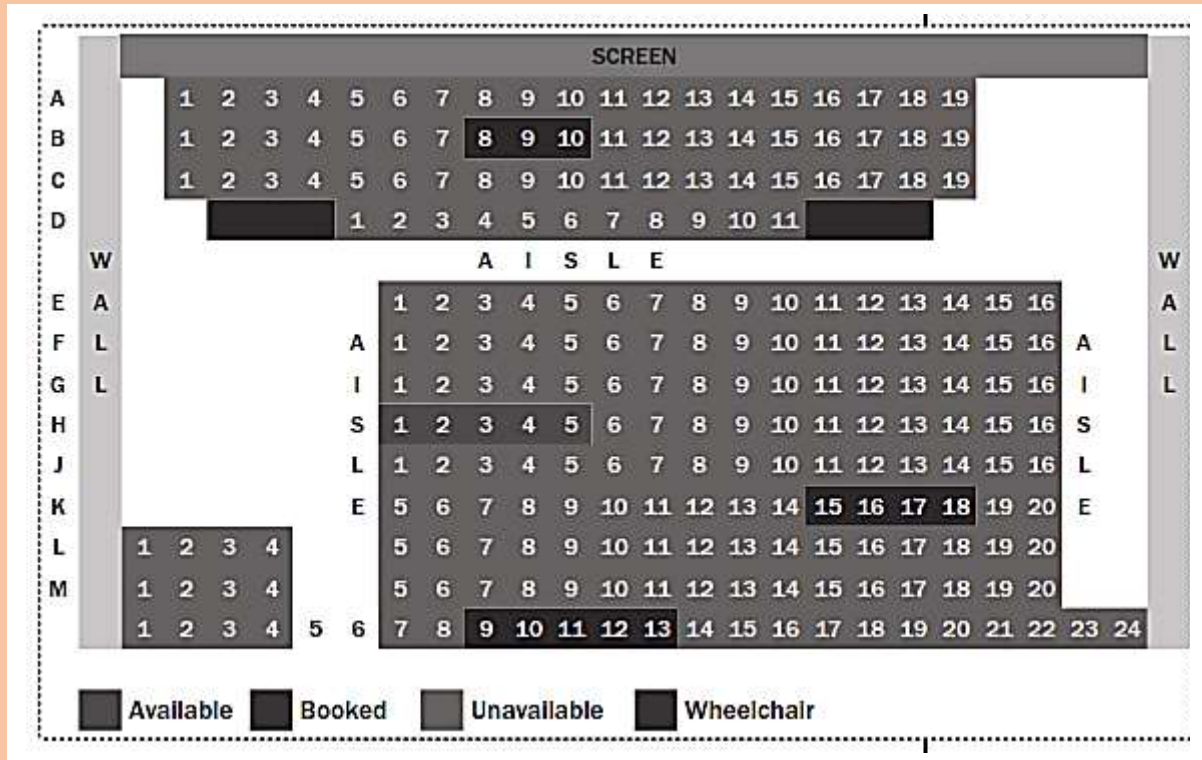 SCREEN
A 1 2 3 4 5 6 7 8 9 10 11 12 13 14 15 16 17 18 19
B 1 2 3 4 5 6 7 8 9 10 11 12 13 14 15 16 17 18 19
C 1 2 3 4 5 6 7 8 9 10 11 12 13 14 15 16 17 18 19
D 1 2 3 4 5 6 7 8 9 10 11
W A I S L E W
E A 1 2 3 4 5 6 7 8 9 10 11 12 13 14 15 16 A
F L A 1 2 3 4 5 6 7 8 9 10 11 12 13 14 15 16 A L
G L I 1 2 3 4 5 6 7 8 9 10 11 12 13 14 15 16 I L
H S 1 2 3 4 5 6 7 8 9 10 11 12 13 14 15 16 S
J L 1 2 3 4 5 6 7 8 9 10 11 12 13 14 15 16 L
K E 5 6 7 8 9 10 11 12 13 14 15 16 17 18 19 20 E
L 1 2 3 4 5 6 7 8 9 10 11 12 13 14 15 16 17 18 19 20
M 1 2 3 4 5 6 7 8 9 10 11 12 13 14 15 16 17 18 19 20
1 2 3 4 5 6 7 8 9 10 11 12 13 14 15 16 17 18 19 20 21 22 23 24
Available Booked Unavailable Wheelchair